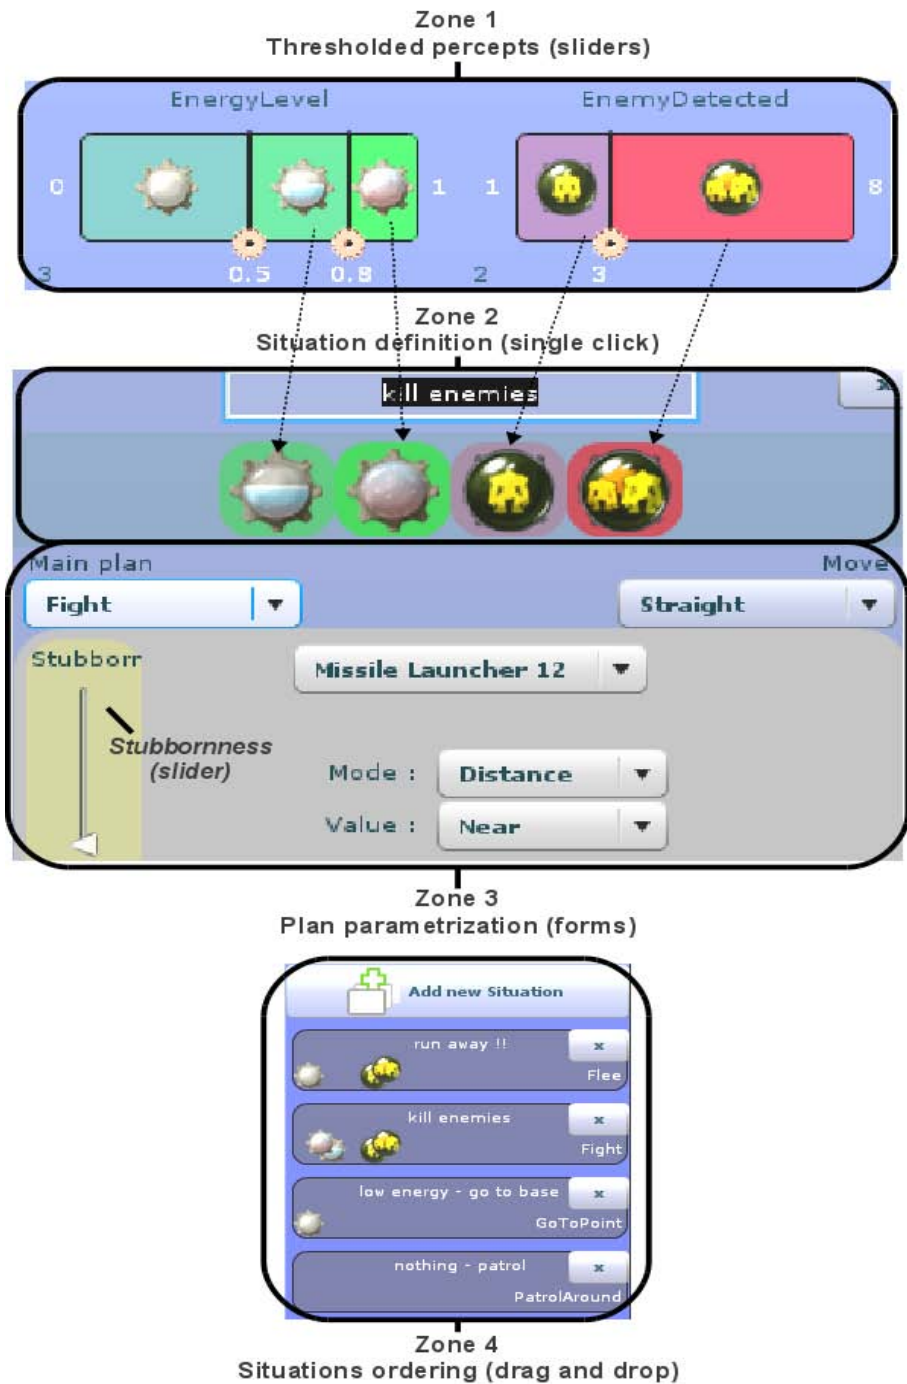 Zone 1
Thresholded percepts (sliders)
EnergyLevel EnemyDetected
0 1 1 8
3 0.5 0.8 2 3
Zone 2
Situation definition (single click)
kill enemies x
Main plan Move
Fight Straight
Stubborr Missile Launcher 12
Stubbornness
(slider)
Mode : Distance
Value : Near
Zone 3
Plan parametrization (forms)
Add new Situation
run away !! x
Flee
kill enemies x
Fight
low energy - go to base x
GoToPoint
nothing - patrol x
PatrolAround
Zone 4
Situations ordering (drag and drop)